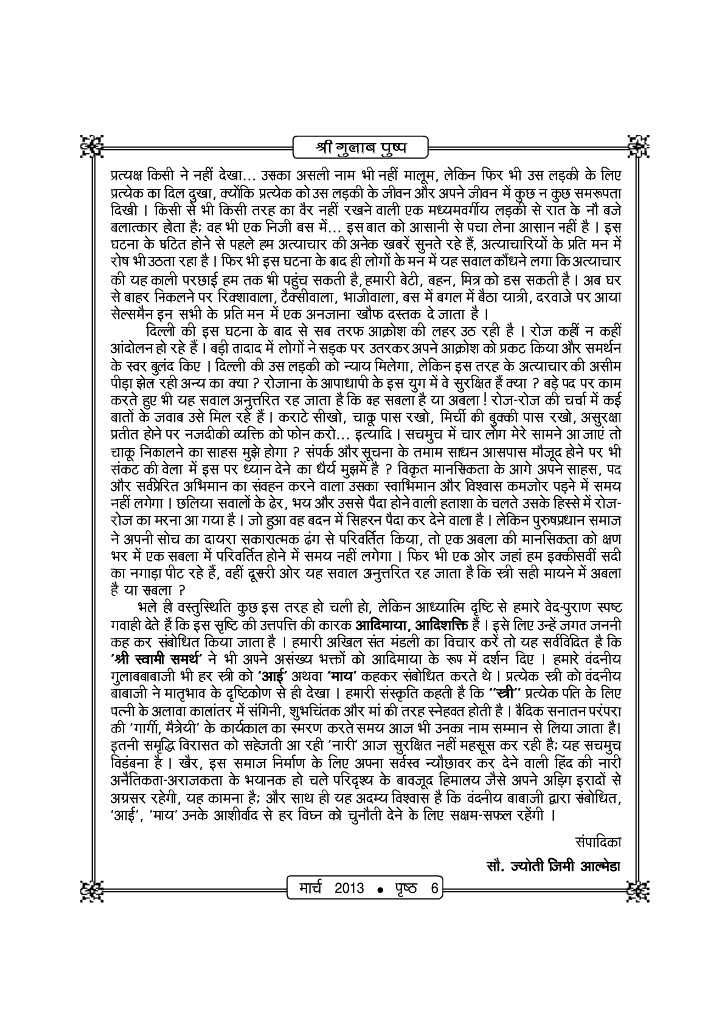 श्री गुलाब पुष्प
प्रत्यक्ष किसी ने नहीं देखा... उसका असली नाम भी नहीं मालूम, लेकिन फिर भी उस लड़की के लिए
प्रत्येक का दिल दुखा, क्योंकि प्रत्येक को उस लड़की के जीवन और अपने जीवन में कुछ न कुछ समरूपता
दिखी । किसी से भी किसी तरह का वैर नहीं रखने वाली एक मध्यमवर्गीय लड़की से रात के नौ बजे
बलात्कार होता है; वह भी एक निजी बस में... इस बात को आसानी से पचा लेना आसान नहीं है । इस
घटना के घटित होने से पहले हम अत्याचार की अनेक खबरें सुनते रहे हैं, अत्याचारियों के प्रति मन में
रोष भी उठता रहा है । फिर भी इस घटना के बाद ही लोगों के मन में यह सवाल कौंधने लगा कि अत्याचार
की यह काली परछाई हम तक भी पहुंच सकती है, हमारी बेटी, बहन, मित्र को डस सकती है । अब घर
से बाहर निकलने पर रिक्शावाला, टैक्सीवाला, भाजीवाला, बस में बगल में बैठा यात्री, दरवाजे पर आया
सेल्समैन इन सभी के प्रति मन में एक अनजाना खौफ दस्तक दे जाता है ।
दिल्ली की इस घटना के बाद से सब तरफ आक्रोश की लहर उठ रही है । रोज कहीं न कहीं
आंदोलन हो रहे हैं । बड़ी तादाद में लोगों ने सड़क पर उतरकर अपने आक्रोश को प्रकट किया और समर्थन
के स्वर बुलंद किए । दिल्ली की उस लड़की को न्याय मिलेगा, लेकिन इस तरह के अत्याचार की असीम
पीड़ा झेल रही अन्य का क्या ? रोजाना के आपाधापी के इस युग में वे सुरक्षित हैं क्या ? बड़े पद पर काम
करते हुए भी यह सवाल अनुत्तरित रह जाता है कि वह सबला है या अबला ! रोज-रोज की चर्चा में कई
बातों के जवाब उसे मिल रहे हैं । कराटे सीखो, चाकू पास रखो, मिर्ची की बुक्की पास रखो, असुरक्षा
प्रतीत होने पर नजदीकी व्यक्ति को फोन करो... इत्यादि । सचमुच में चार लोग मेरे सामने आ जाएं तो
चाकू निकालने का साहस मुझे होगा ? संपर्क और सूचना के तमाम साधन आसपास मौजूद होने पर भी
संकट की वेला में इस पर ध्यान देने का धैर्य मुझमें है ? विकृत मानसिकता के आगे अपने साहस, पद
और सर्वप्रेरित अभिमान का संवहन करने वाला उसका स्वाभिमान और विश्वास कमजोर पड़ने में समय
नहीं लगेगा । छलिया सवालों के ढेर, भय और उससे पैदा होने वाली हताशा के चलते उसके हिस्से में रोज-
रोज का मरना आ गया है । जो हुआ वह बदन में सिहरन पैदा कर देने वाला है । लेकिन पुरुषप्रधान समाज
ने अपनी सोच का दायरा सकारात्मक ढंग से परिवर्तित किया, तो एक अबला की मानसिकता को क्षण
भर में एक सबला में परिवर्तित होने में समय नहीं लगेगा । फिर भी एक ओर जहां हम इक्कीसवीं सदी
का नगाड़ा पीट रहे हैं, वहीं दूसरी ओर यह सवाल अनुत्तरित रह जाता है कि स्त्री सही मायने में अबला
है या सबला ?
भले ही वस्तुस्थिति कुछ इस तरह हो चली हो, लेकिन आध्यात्मि दृष्टि से हमारे वेद-पुराण स्पष्ट
गवाही देते हैं कि इस सृष्टि की उत्तपत्ति की कारक आदिमाया, आदिशक्ति हैं । इसे लिए उन्हें जगत जननी
कह कर संबोधित किया जाता है । हमारी अखिल संत मंडली का विचार करें तो यह सर्वविदित है कि
'श्री स्वामी समर्थ' ने भी अपने असंख्य भक्तों को आदिमाया के रूप में दर्शन दिए । हमारे वंदनीय
गुलाबबाबाजी भी हर स्त्री को 'आई' अथवा 'माय' कहकर संबोधित करते थे । प्रत्येक स्त्री को वंदनीय
बाबाजी ने मातृभाव के दृष्टिकोण से ही देखा । हमारी संस्कृति कहती है कि "स्त्री" प्रत्येक पति के लिए
पत्नी के अलावा कालांतर में संगिनी, शुभचिंतक और मां की तरह स्नेहवत होती है । वैदिक सनातन परंपरा
की 'गार्गी, मैत्रेयी' के कार्यकाल का स्मरण करते समय आज भी उनका नाम सम्मान से लिया जाता है।
इतनी समृद्धि विरासत को सहेजती आ रही 'नारी' आज सुरक्षित नहीं महसूस कर रही है; यह सचमुच
विडंबना है । खैर, इस समाज निर्माण के लिए अपना सर्वस्व न्यौछावर कर देने वाली हिंद की नारी
अनैतिकता-अराजकता के भयानक हो चले परिदृश्य के बावजूद हिमालय जैसे अपने अड़िग इरादों से
अग्रसर रहेगी, यह कामना है; और साथ ही यह अदम्य विश्वास है कि वंदनीय बाबाजी द्वारा संबोधित,
'आई', 'माय' उनके आशीर्वाद से हर विघ्न को चुनौती देने के लिए सक्षम-सफल रहेंगी ।
संपादिका
सौ. ज्योती जिमी आल्मेडा
मार्च 2013 • पृष्ठ 6